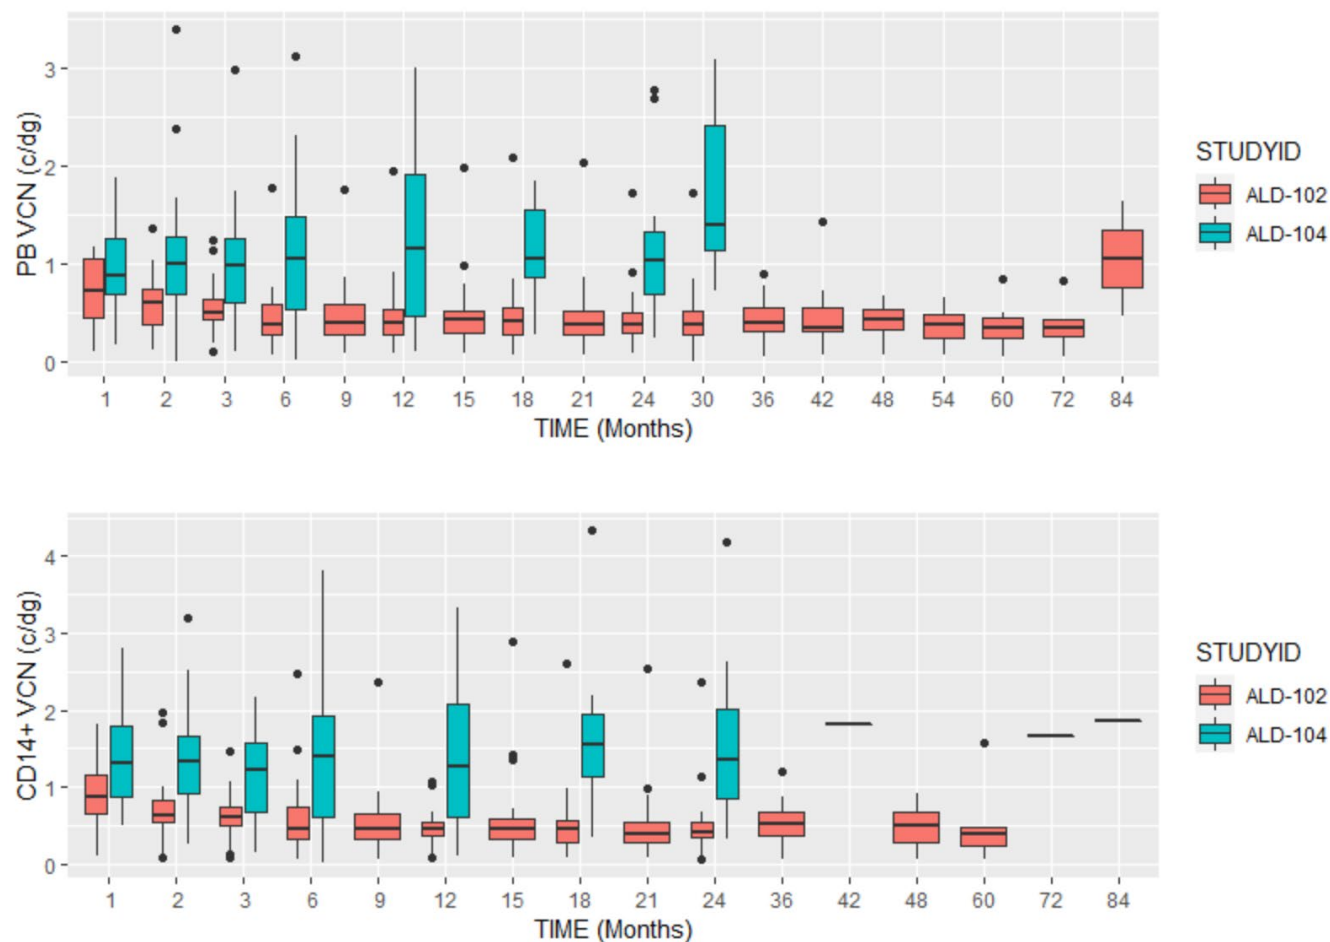 3
2
1
0
PB VCN (c/dg)
1 2 3 6 9 12 15 18 21 24 30 36 42 48 54 60 72 84
TIME (Months)
STUDYID
ALD-102
ALD-104
4
3
2
1
0
CD14+ VCN (c/dg)
1 2 3 6 9 12 15 18 21 24 36 42 48 60 72 84
TIME (Months)
STUDYID
ALD-102
ALD-104